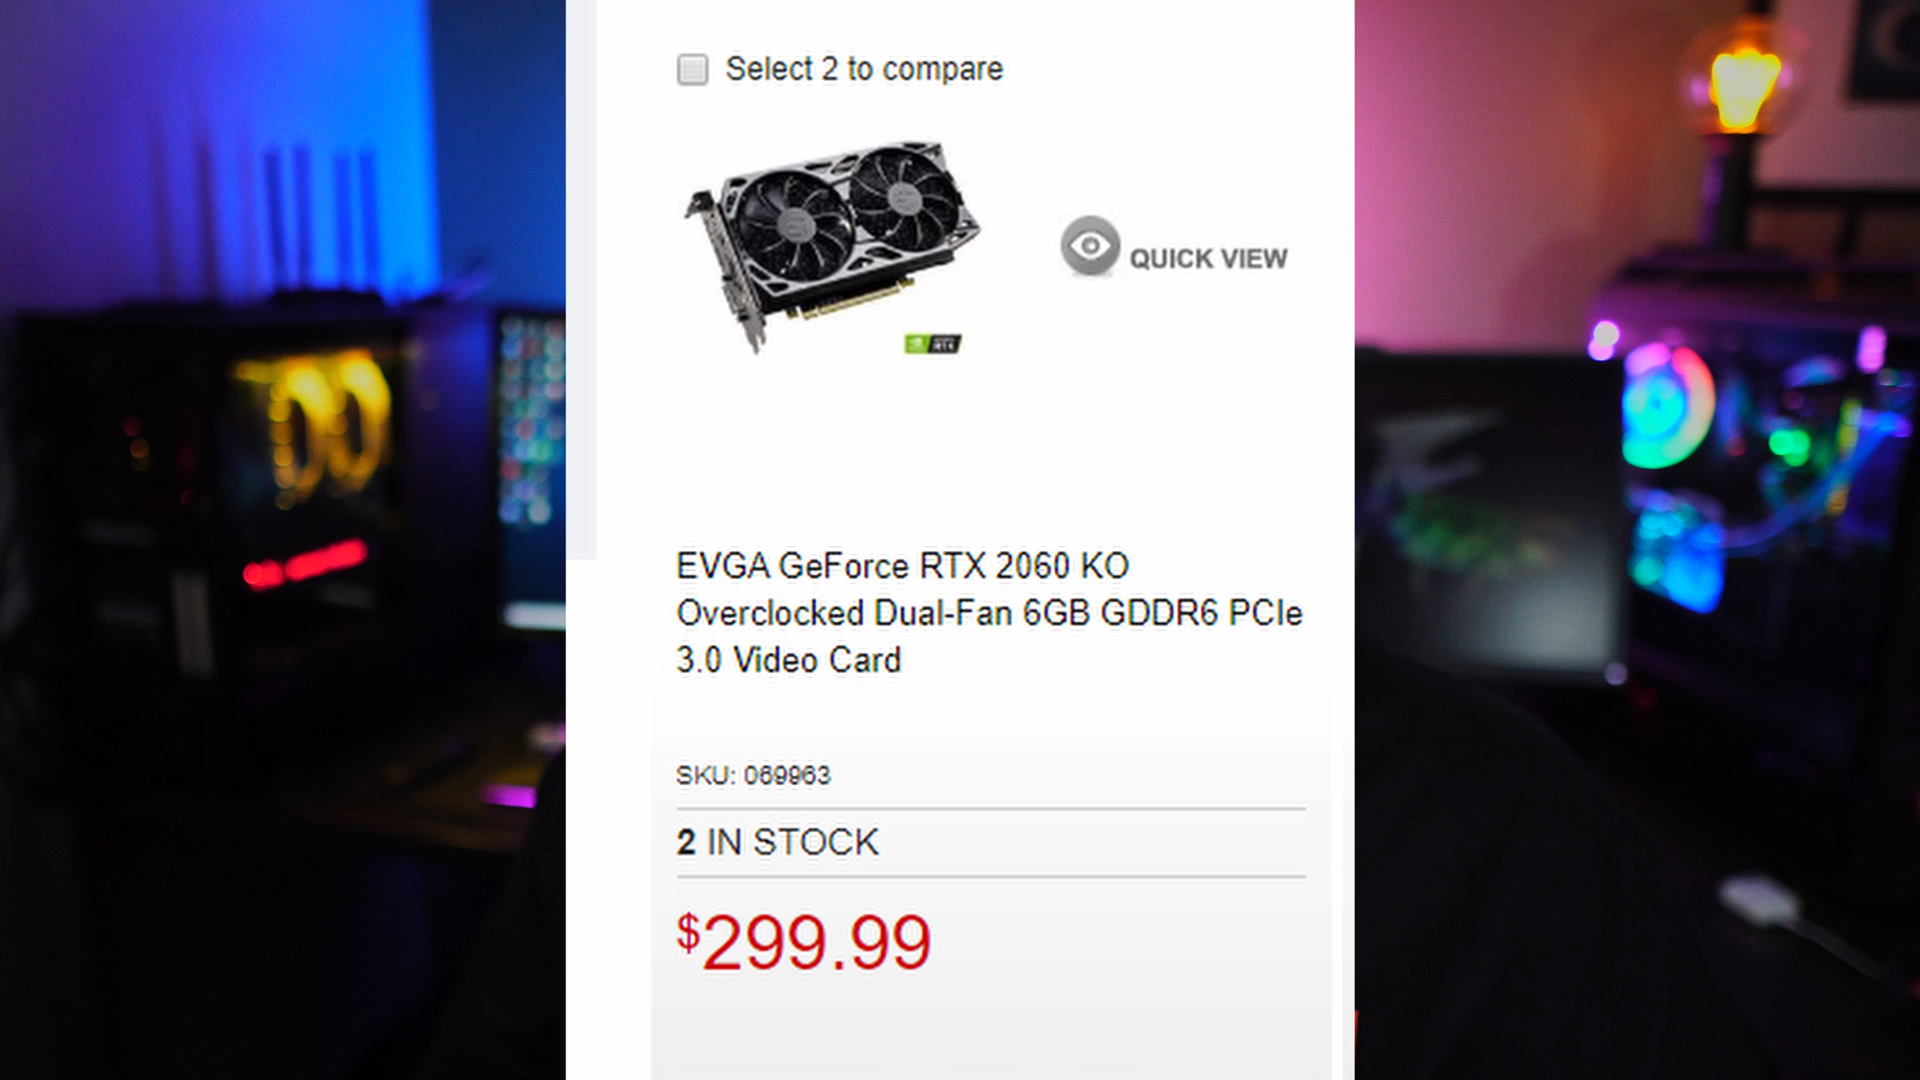 Select 2 to compare
QUICK VIEW
RTX
EVGA GeForce RTX 2060 KO
Overclocked Dual-Fan 6GB GDDR6 PCIe
3.0 Video Card
SKU: 069963
2 IN STOCK
$299.99